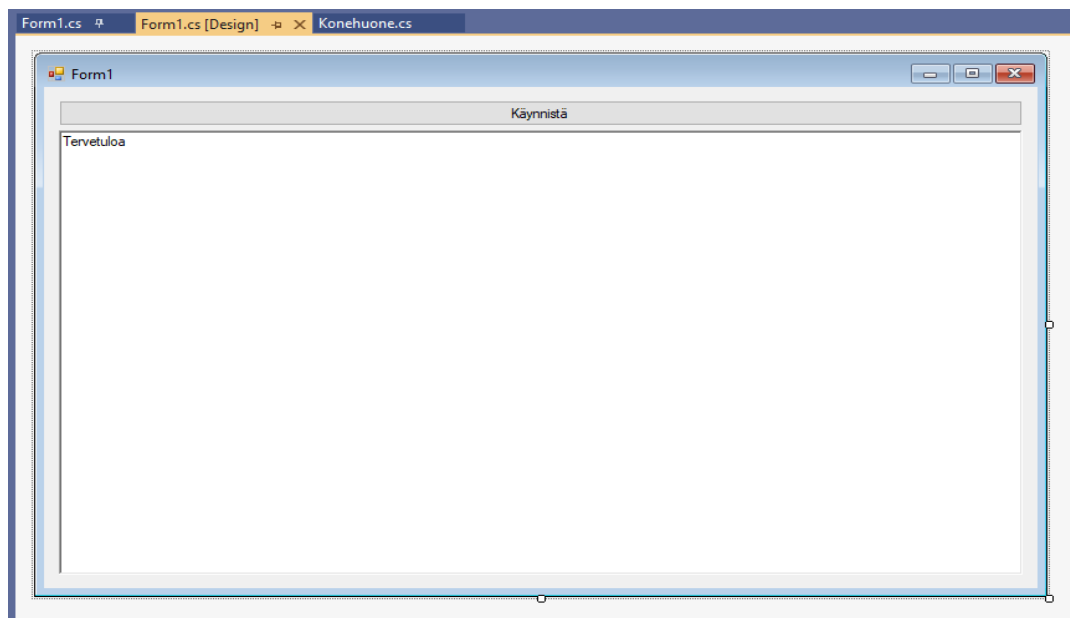 Form1.cs Form1.cs [Design] Konehuone.cs
Form1
Käynnistä
Tervetuloa